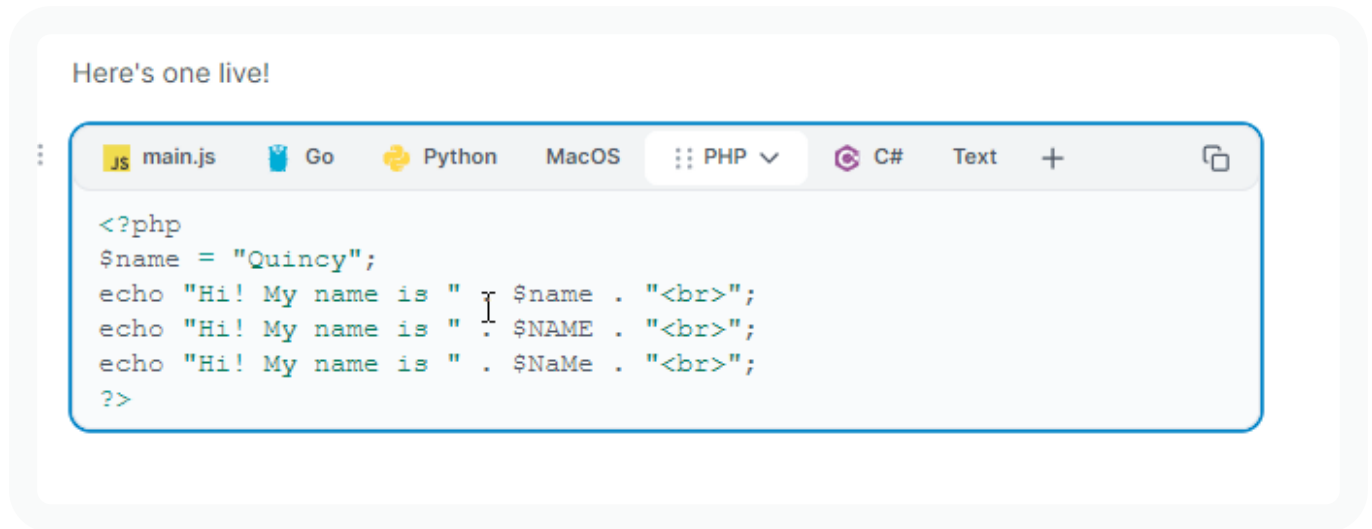 Here's one live!
JS main.js Go Python MacOS PHP C# Text +
<?php
$name = "Quincy";
echo "Hi! My name is " . $name . "<br>";
echo "Hi! My name is " . $NAME . "<br>";
echo "Hi! My name is " . $NaMe . "<br>";
?>